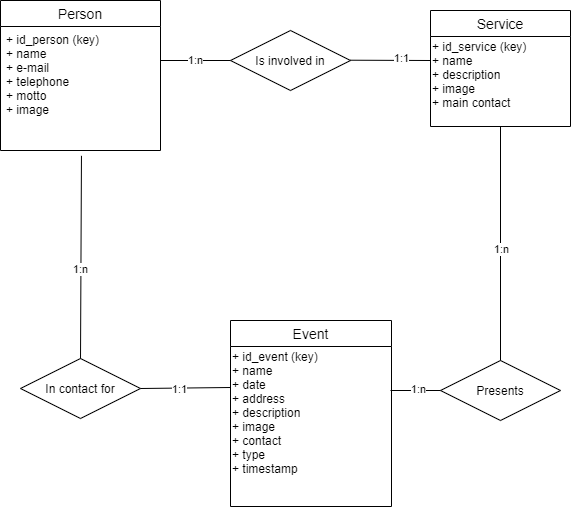 Person
+ id_person (key)
+ name
+ e-mail
+ telephone
+ motto
+ image
1:n
Is involved in
1:1
Service
+ id_service (key)
+ name
+ description
+ image
+ main contact
1:n
1:n
In contact for
1:1
Event
+ id_event (key)
+ name
+ date
+ address
+ description
+ image
+ contact
+ type
+ timestamp
1:n
Presents